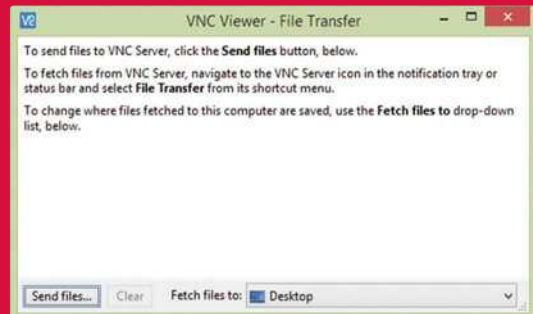 VNC Viewer - File Transfer
To send files to VNC Server, click the Send files button, below.
To fetch files from VNC Server, navigate to the VNC Server icon in the notification tray or
status bar and select File Transfer from its shortcut menu.
To change where files fetched to this computer are saved, use the Fetch files to drop-down
list, below.
Send files... Clear Fetch files to: Desktop